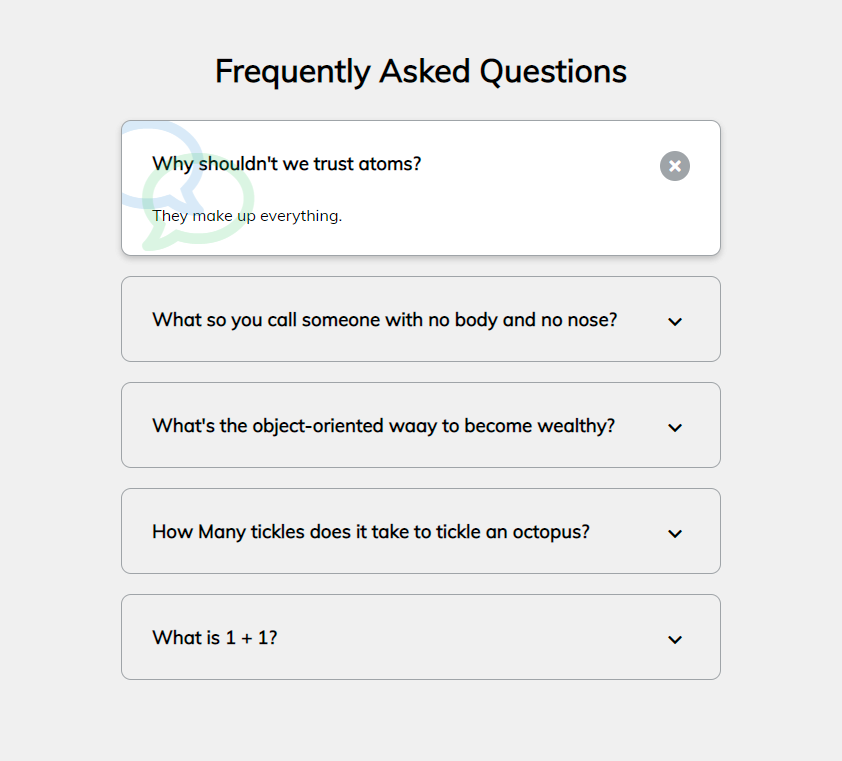 Frequently Asked Questions
Why shouldn't we trust atoms?
They make up everything.
What so you call someone with no body and no nose?
What's the object-oriented waay to become wealthy?
How Many tickles does it take to tickle an octopus?
What is 1 + 1?